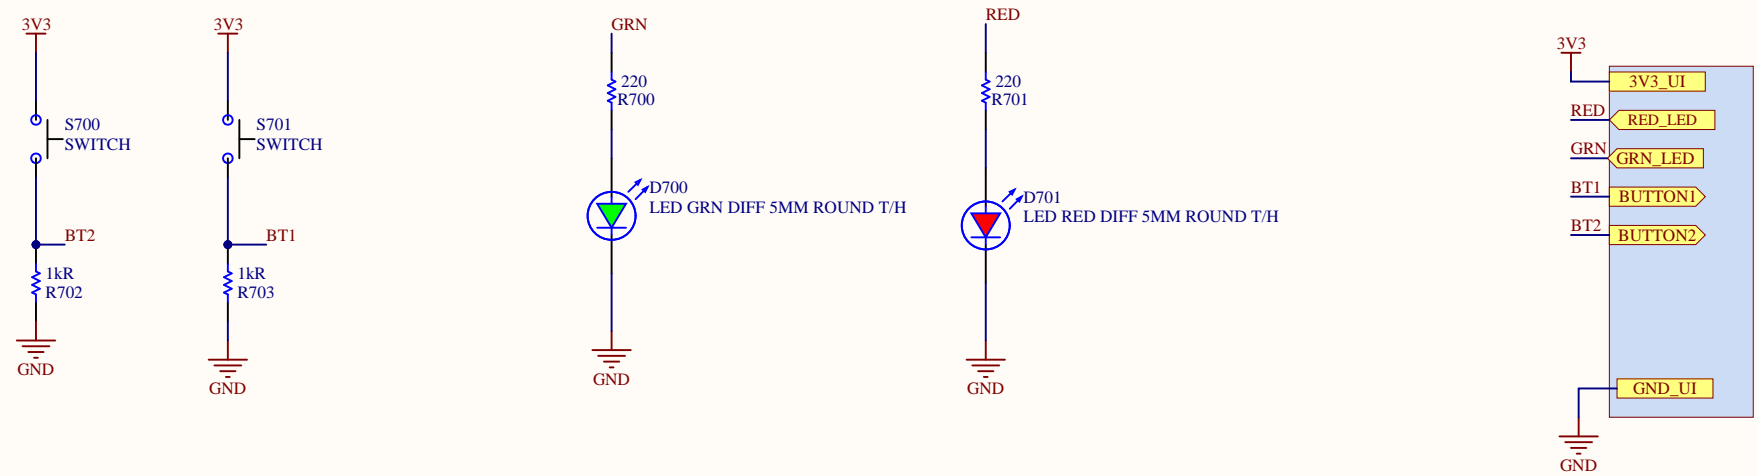 3V3
S700
SWITCH
BT2
1kR
R702
GND
3V3
S701
SWITCH
BT1
1kR
R703
GND
GRN
220
R700
D700
LED GRN DIFF 5MM ROUND T/H
GND
RED
220
R701
D701
LED RED DIFF 5MM ROUND T/H
GND
3V3
3V3_UI
RED
RED_LED
GRN
GRN_LED
BT1
BUTTON1
BT2
BUTTON2
GND_UI
GND